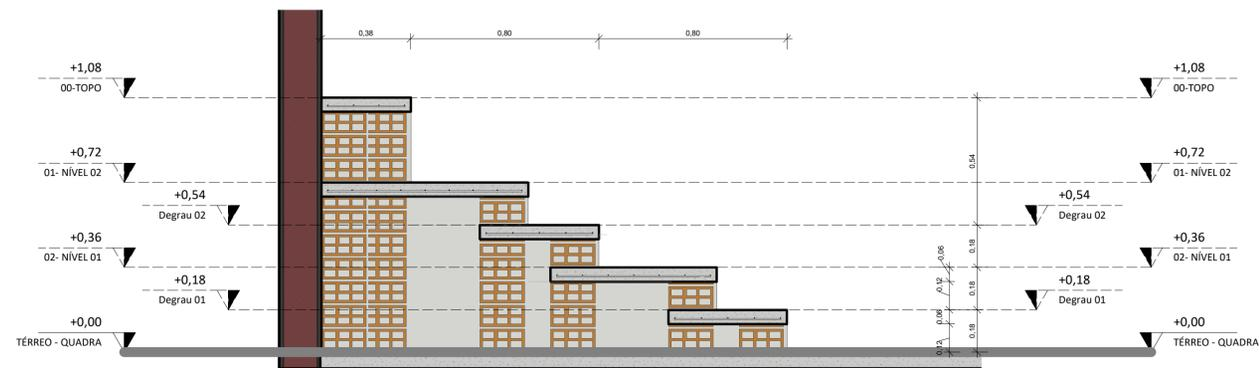 0,38
0,80
0,80
+1,08
00-TOPO
+1,08
00-TOPO
+0,72
01- NÍVEL 02
0,54
+0,72
01- NÍVEL 02
+0,54
Degrau 02
+0,54
Degrau 02
+0,36
02- NÍVEL 01
0,06
0,18
+0,36
02- NÍVEL 01
+0,18
Degrau 01
0,12
0,18
+0,18
Degrau 01
+0,00
TÉRREO - QUADRA
0,06
0,12
0,18
+0,00
TÉRREO - QUADRA